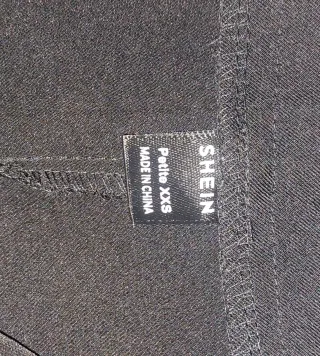 SHEIN
Petite XXS
MADE IN CHINA